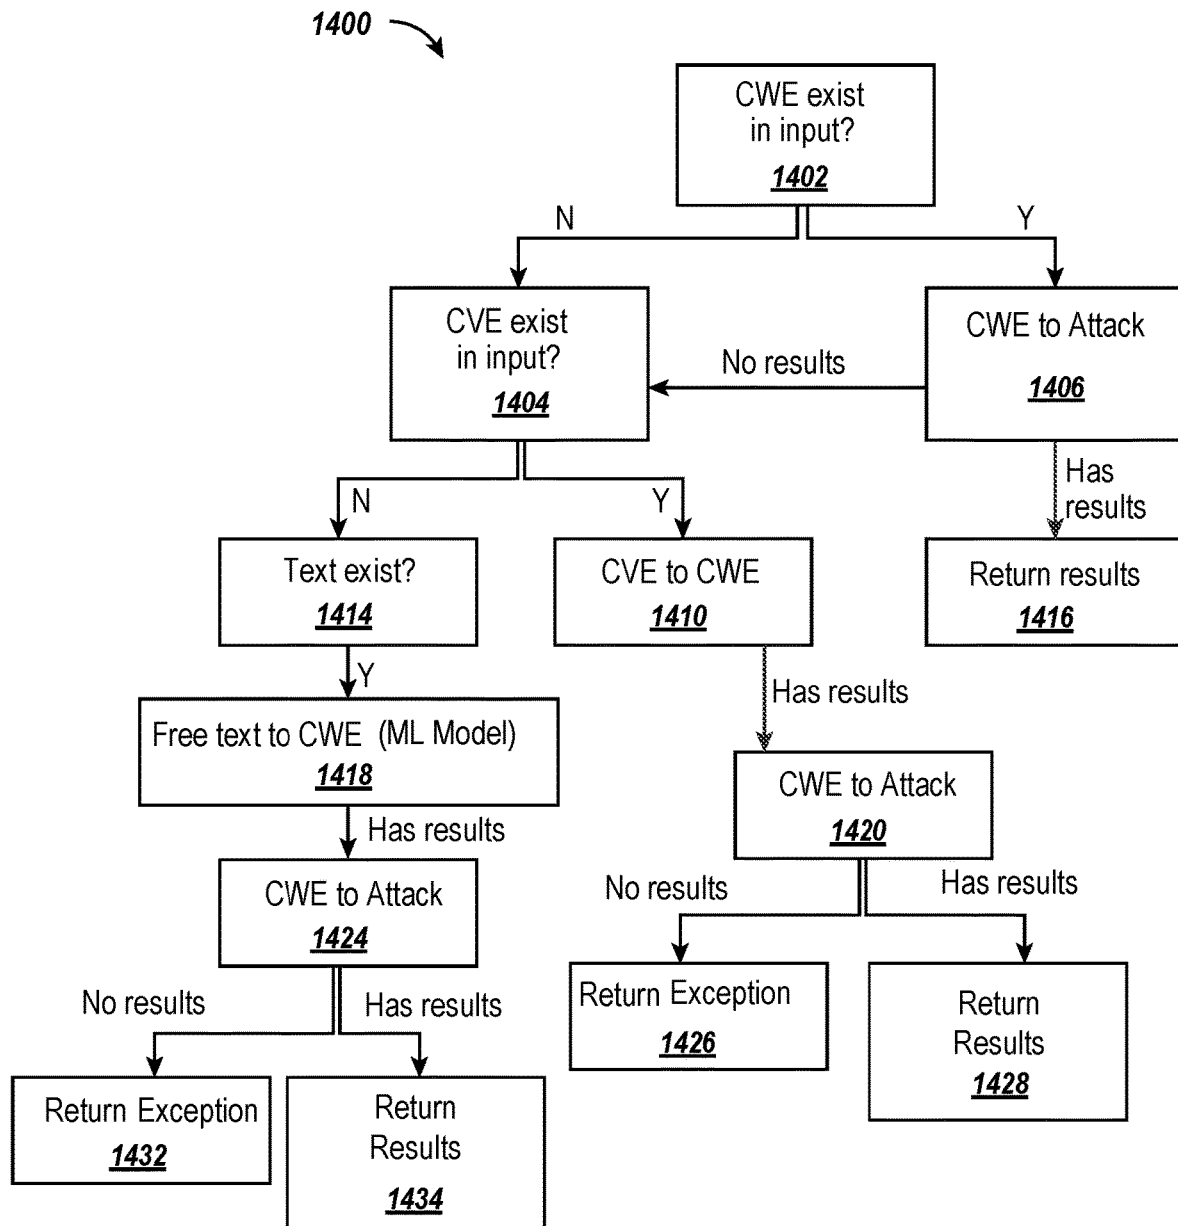 1400
CWE exist
in input?
1402
N
Y
CVE exist
in input?
1404
No results
CWE to Attack
1406
N
Y
Has
results
Text exist?
1414
CVE to CWE
1410
Return results
1416
Y
Has results
Free text to CWE (ML Model)
1418
Has results
CWE to Attack
1420
CWE to Attack
1424
No results
Has results
No results
Has results
Return Exception
1426
Return
Results
1428
Return Exception
1432
Return
Results
1434